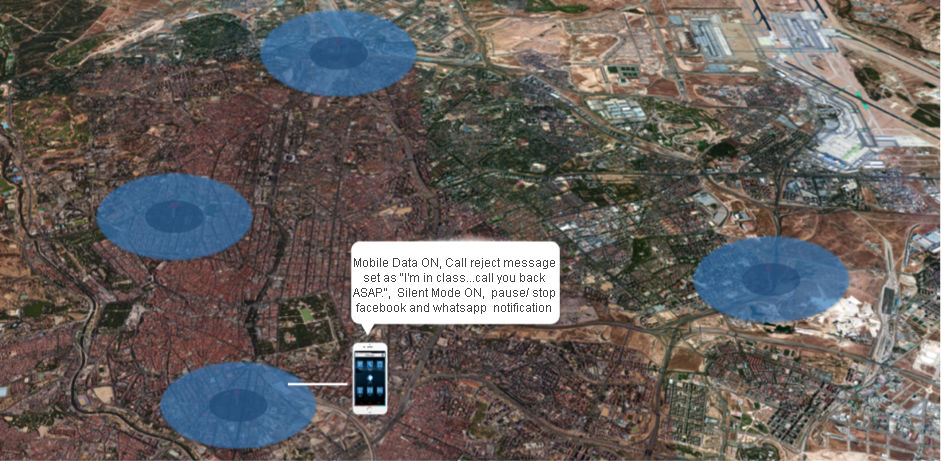 Mobile Data ON, Call reject message
set as "I'm in class...call you back
ASAP.", Silent Mode ON, pause/ stop
facebook and whatsapp notification